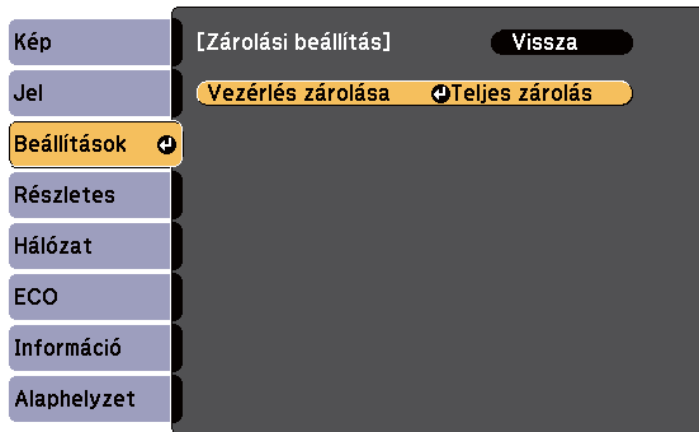 Kép
Jel
Beállítások
Részletes
Hálózat
ECO
Információ
Alaphelyzet
[Zárolási beállítás] Vissza
Vezérlés zárolása Teljes zárolás